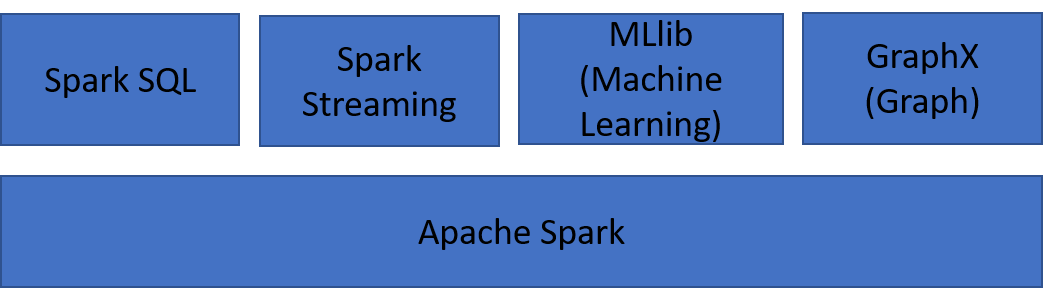 Spark SQL
Spark
Streaming
MLlib
(Machine
Learning)
GraphX
(Graph)
Apache Spark